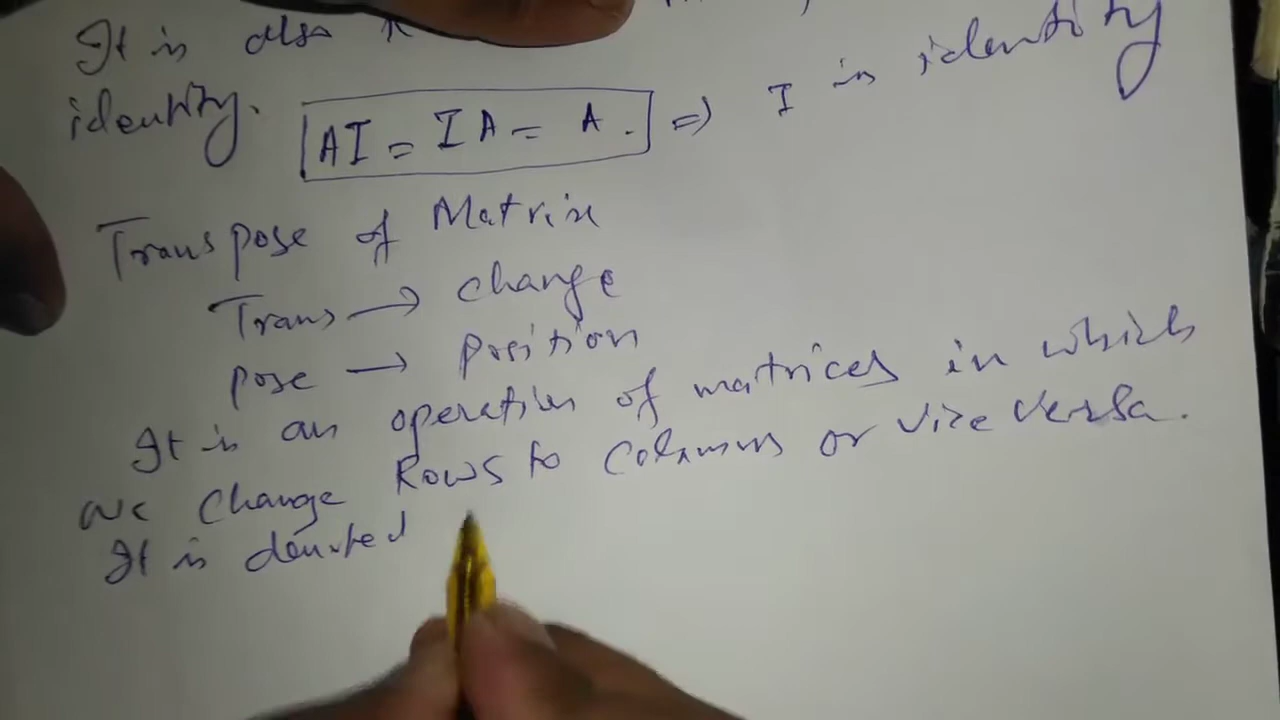 It is also
identity. AI = IA = A. => I is identity
Transpose of Matrix
Trans → change
pose → position
It is an operation of matrices in which
we change Rows to Columns or vice versa.
It is denoted